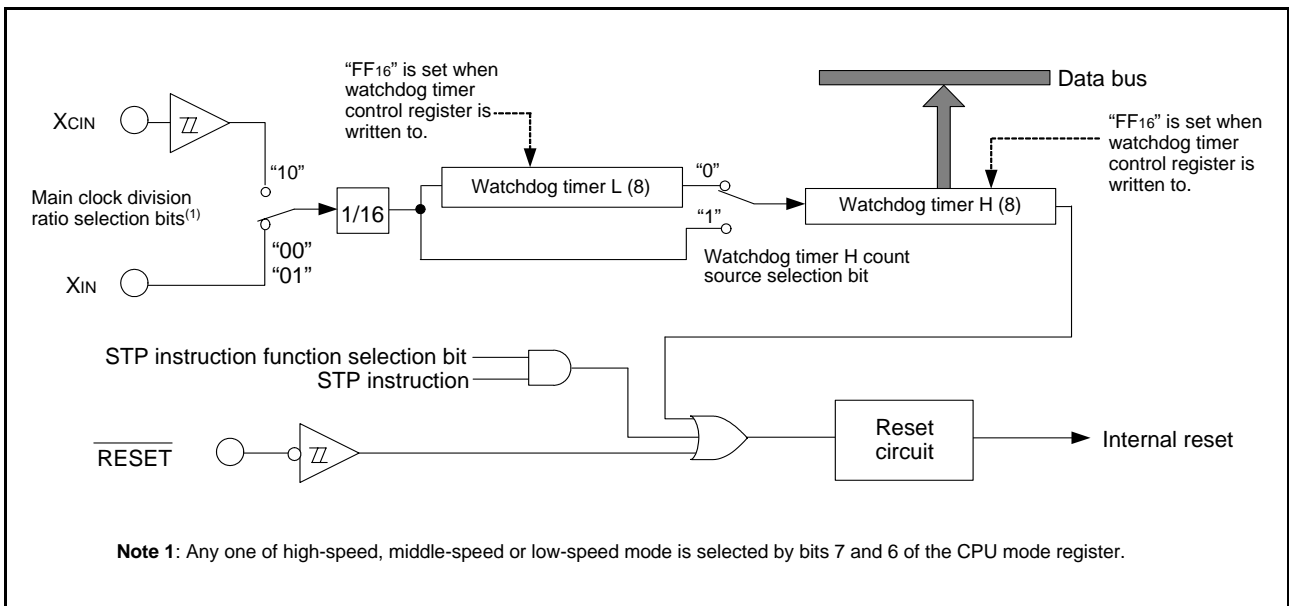 “FF16” is set when
watchdog timer
control register is
written to.
Data bus
“FF16” is set when
watchdog timer
control register is
written to.
XCIN
“10”
Main clock division
ratio selection bits(1)
1/16
Watchdog timer L (8)
“0”
Watchdog timer H (8)
“1”
“00”
“01”
Watchdog timer H count
source selection bit
XIN
STP instruction function selection bit
STP instruction
RESET
Reset
circuit
Internal reset
Note 1: Any one of high-speed, middle-speed or low-speed mode is selected by bits 7 and 6 of the CPU mode register.